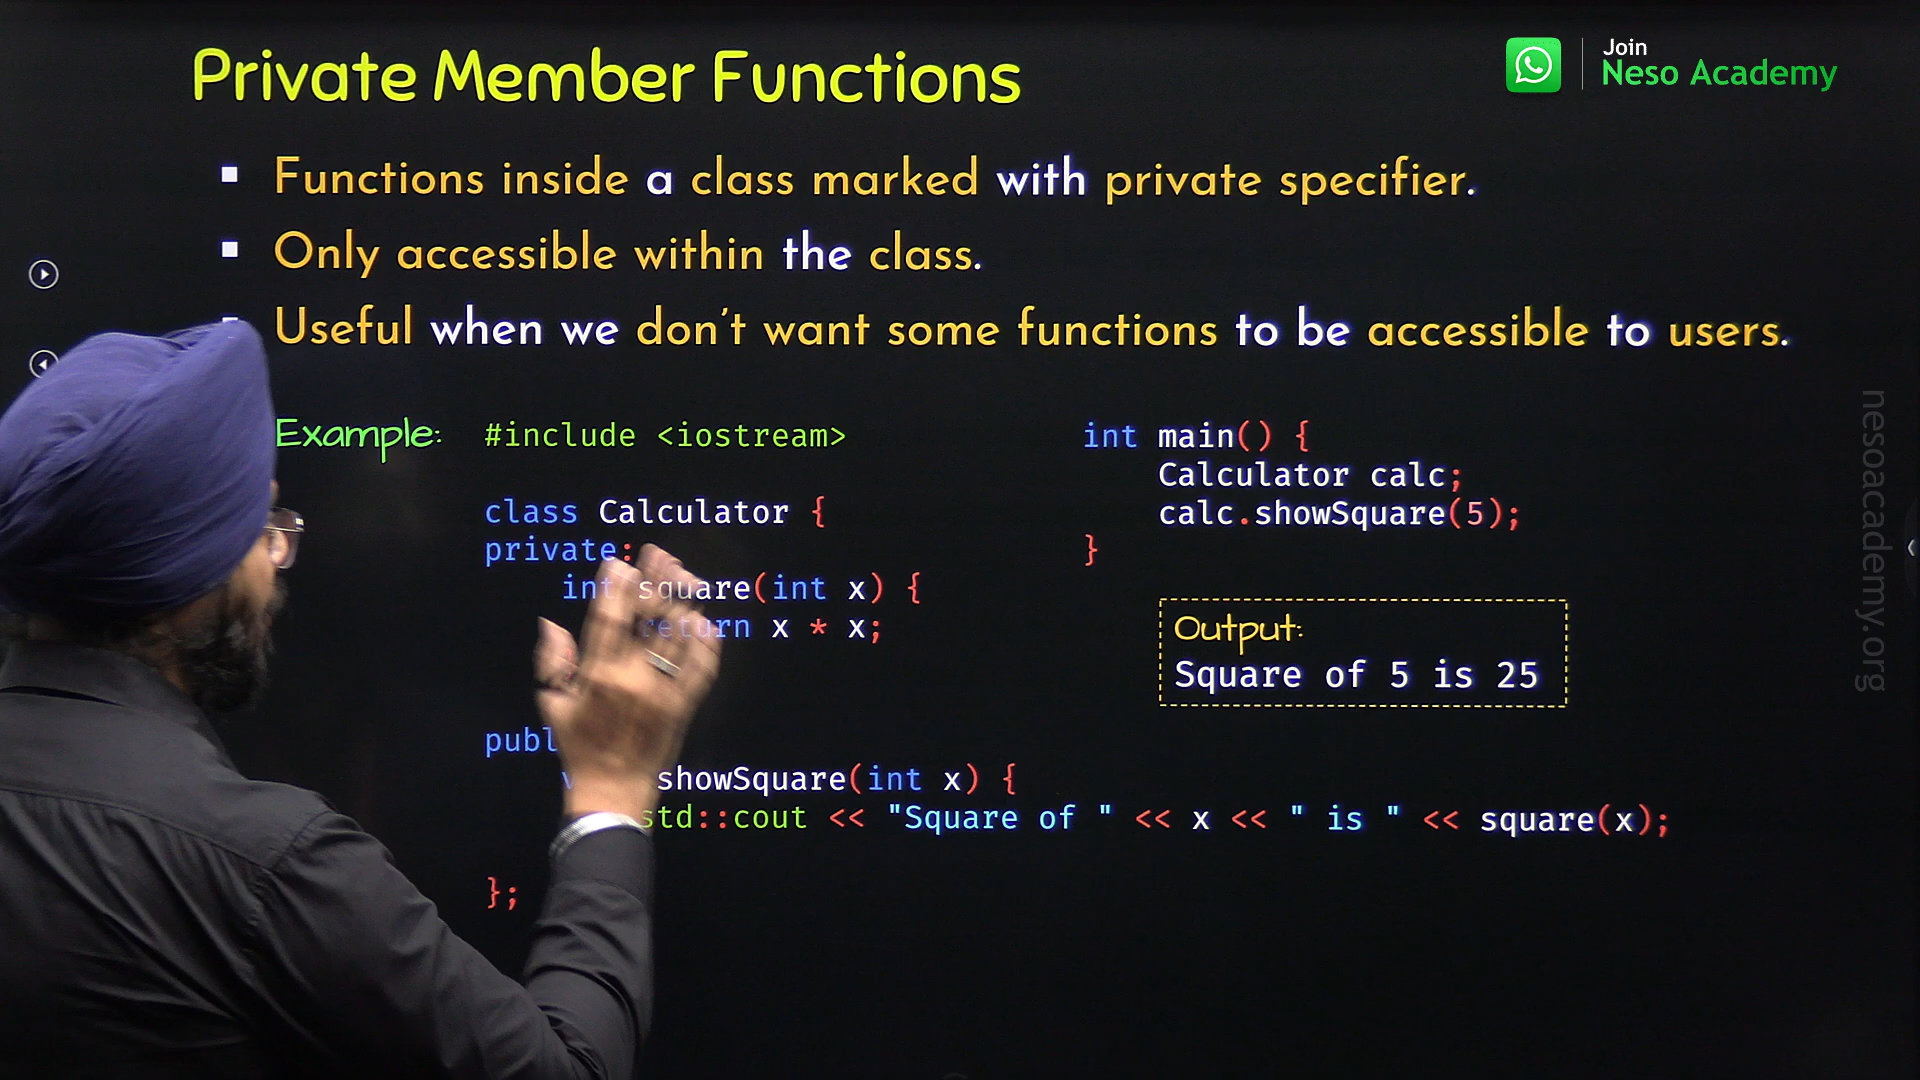 Private Member Functions
Join
Neso Academy
Functions inside a class marked with private specifier.
Only accessible within the class.
Useful when we don't want some functions to be accessible to users.
Example:
#include <iostream>
class Calculator {
private:
int square(int x) {
return x * x;
publ
showSquare(int x) {
std::cout << "Square of " << x << " is " << square(x);
};
int main() {
Calculator calc;
calc.showSquare(5);
}
Output:
Square of 5 is 25
nesoacademy.org